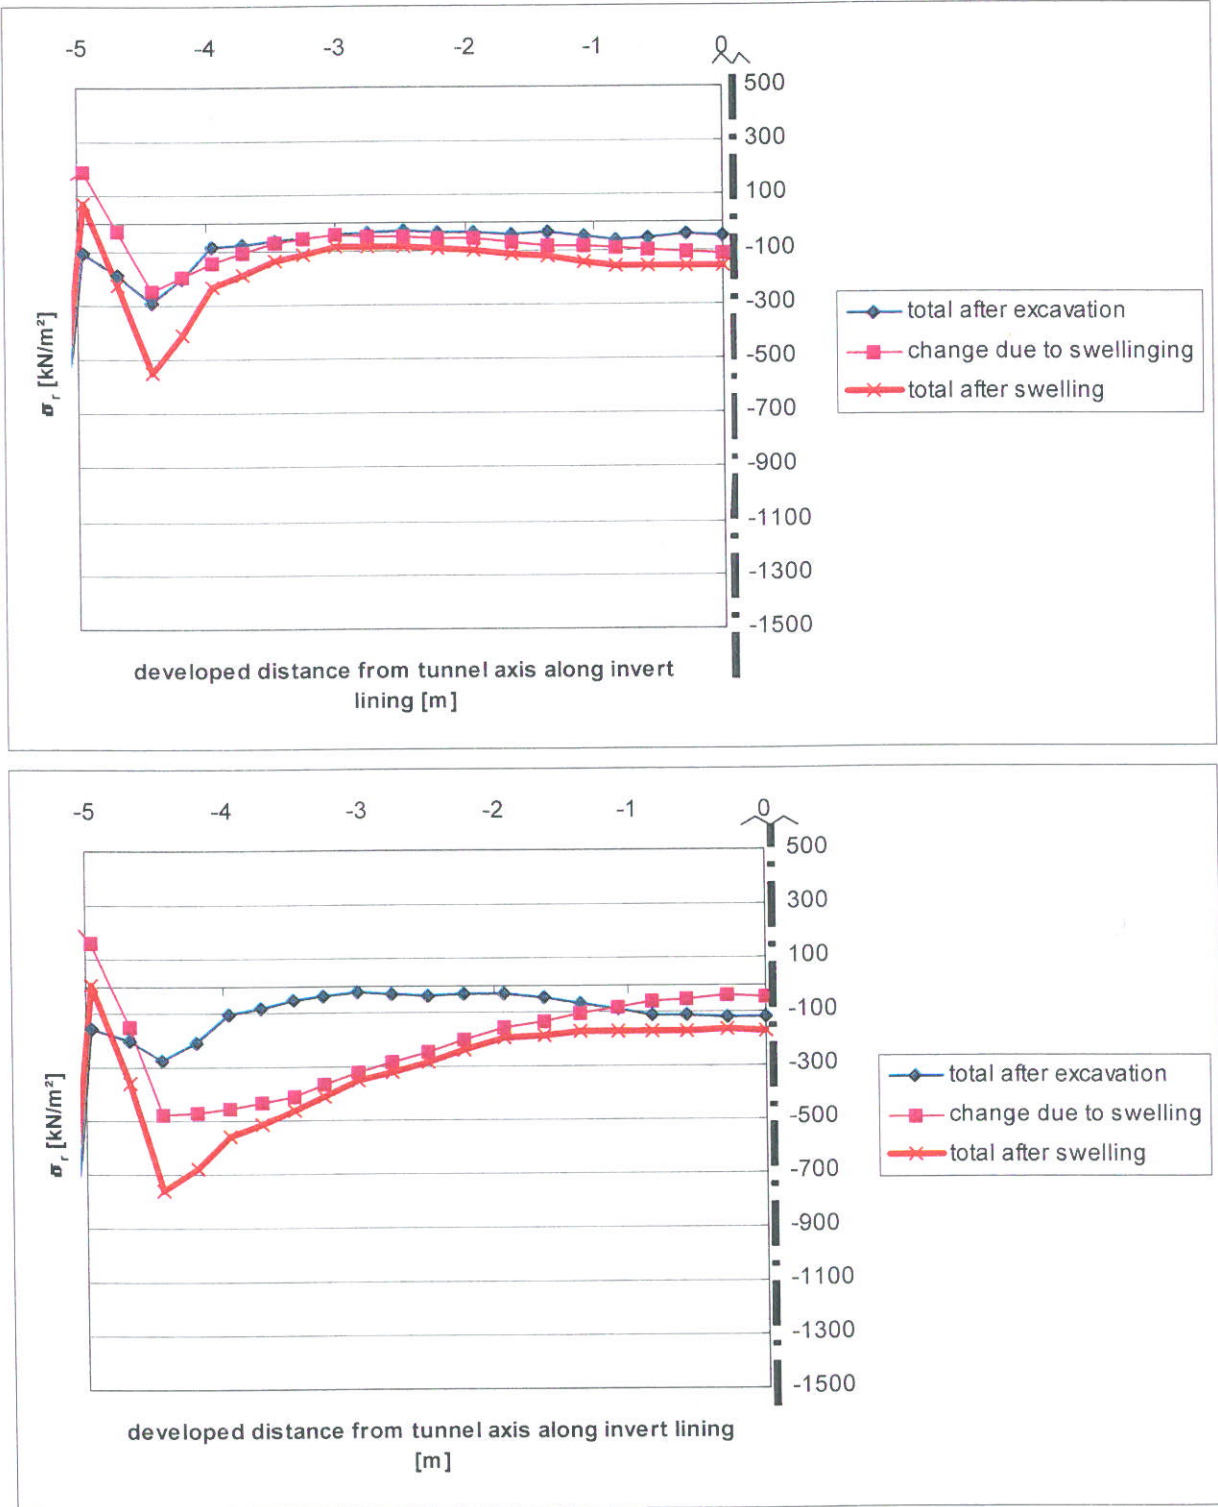 -5 -4 -3 -2 -1 0
500
300
100
-100
-300
-500
-700
-900
-1100
-1300
-1500
σr [kN/m²]
total after excavation
change due to swellinging
total after swelling
developed distance from tunnel axis along invert
lining [m]
-5 -4 -3 -2 -1 0
500
300
100
-100
-300
-500
-700
-900
-1100
-1300
-1500
σr [kN/m²]
total after excavation
change due to swelling
total after swelling
developed distance from tunnel axis along invert lining
[m]